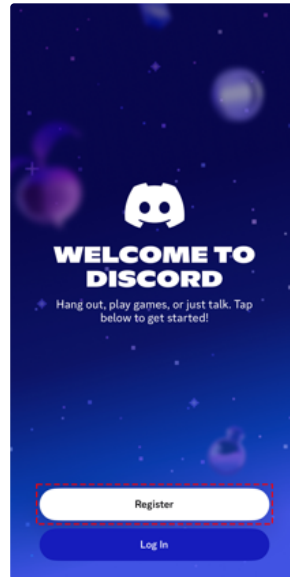 WELCOME TO
DISCORD
Hang out, play games, or just talk. Tap
below to get started!
Register
Log In